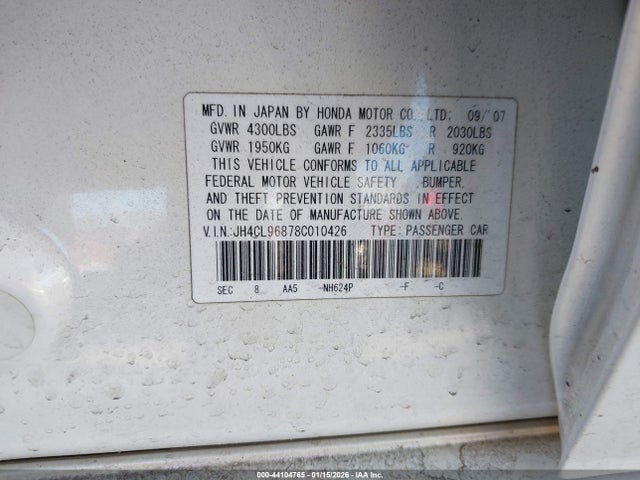 MFD. IN JAPAN BY HONDA MOTOR CO., LTD: 09/07
GVWR 4300LBS GAWR F 2335LBS R 2030LBS
GVWR 1950KG GAWR F 1060KG R 920KG
THIS VEHICLE CONFORMS TO ALL APPLICABLE
FEDERAL MOTOR VEHICLE SAFETY, BUMPER,
AND THEFT PREVENTION STANDARDS IN EFFECT
ON THE DATE OF MANUFACTURE SHOWN ABOVE.
V.I.N:JH4CL96878C010426 TYPE: PASSENGER CAR
SEC 8 AA5 -NH624P -F -C
IAA
---- 44104765 ---- 01/15/2026 ---- iaai.com ----